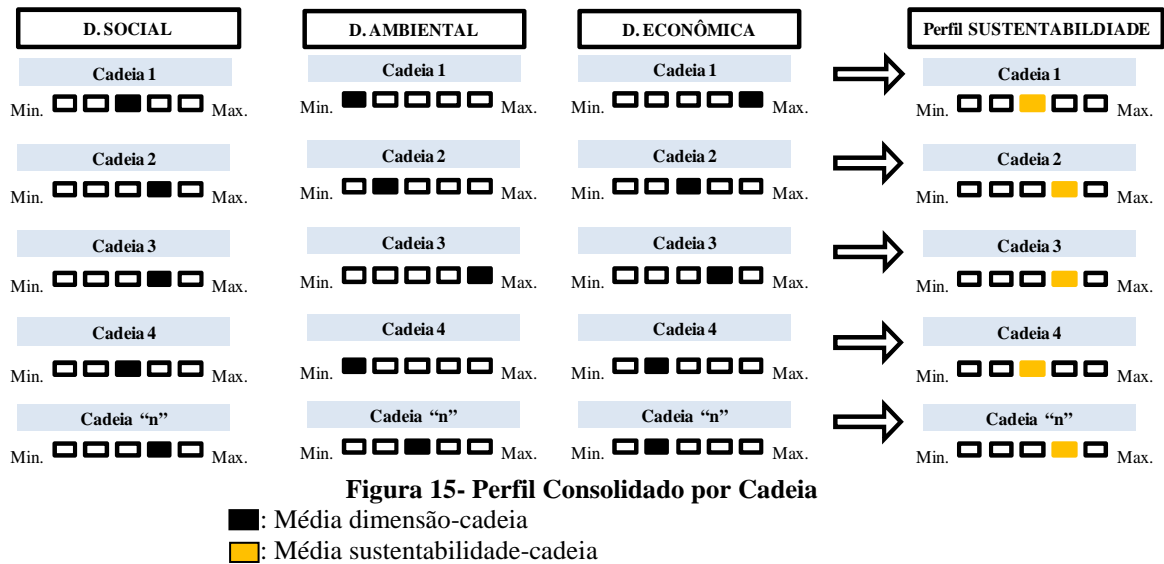 D. SOCIAL D. AMBIENTAL D. ECONÔMICA Perfil SUSTENTABILDIADE
Cadeia 1 Cadeia 1 Cadeia 1 Cadeia 1
Min. Max. Min. Max. Min. Max. Min. Max.
Cadeia 2 Cadeia 2 Cadeia 2 Cadeia 2
Min. Max. Min. Max. Min. Max. Min. Max.
Cadeia 3 Cadeia 3 Cadeia 3 Cadeia 3
Min. Max. Min. Max. Min. Max. Min. Max.
Cadeia 4 Cadeia 4 Cadeia 4 Cadeia 4
Min. Max. Min. Max. Min. Max. Min. Max.
Cadeia “n” Cadeia “n” Cadeia “n” Cadeia “n”
Min. Max. Min. Max. Min. Max. Min. Max.
Figura 15- Perfil Consolidado por Cadeia
: Média dimensão-cadeia
: Média sustentabilidade-cadeia